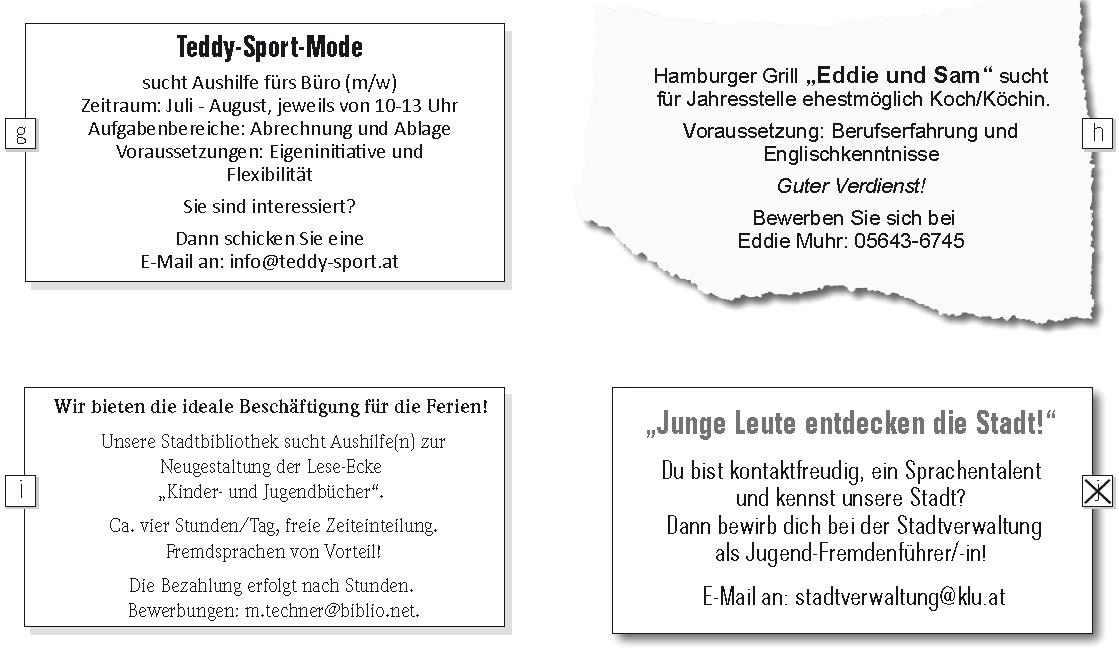 Teddy-Sport-Mode
sucht Aushilfe fürs Büro (m/w)
Zeitraum: Juli - August, jeweils von 10-13 Uhr
Aufgabenbereiche: Abrechnung und Ablage
Voraussetzungen: Eigeninitiative und
Flexibilität
Sie sind interessiert?
Dann schicken Sie eine
E-Mail an: info@teddy-sport.at
g
Hamburger Grill „Eddie und Sam“ sucht
für Jahresstelle ehestmöglich Koch/Köchin.
Voraussetzung: Berufserfahrung und
Englischkenntnisse
Guter Verdienst!
Bewerben Sie sich bei
Eddie Muhr: 05643-6745
h
Wir bieten die ideale Beschäftigung für die Ferien!
Unsere Stadtbibliothek sucht Aushilfe(n) zur
Neugestaltung der Lese-Ecke
„Kinder- und Jugendbücher“.
Ca. vier Stunden/Tag, freie Zeiteinteilung.
Fremdsprachen von Vorteil!
Die Bezahlung erfolgt nach Stunden.
Bewerbungen: m.techner@biblio.net.
i
„Junge Leute entdecken die Stadt!“
Du bist kontaktfreudig, ein Sprachentalent
und kennst unsere Stadt?
Dann bewirb dich bei der Stadtverwaltung
als Jugend-Fremdenführer/-in!
E-Mail an: stadtverwaltung@klu.at